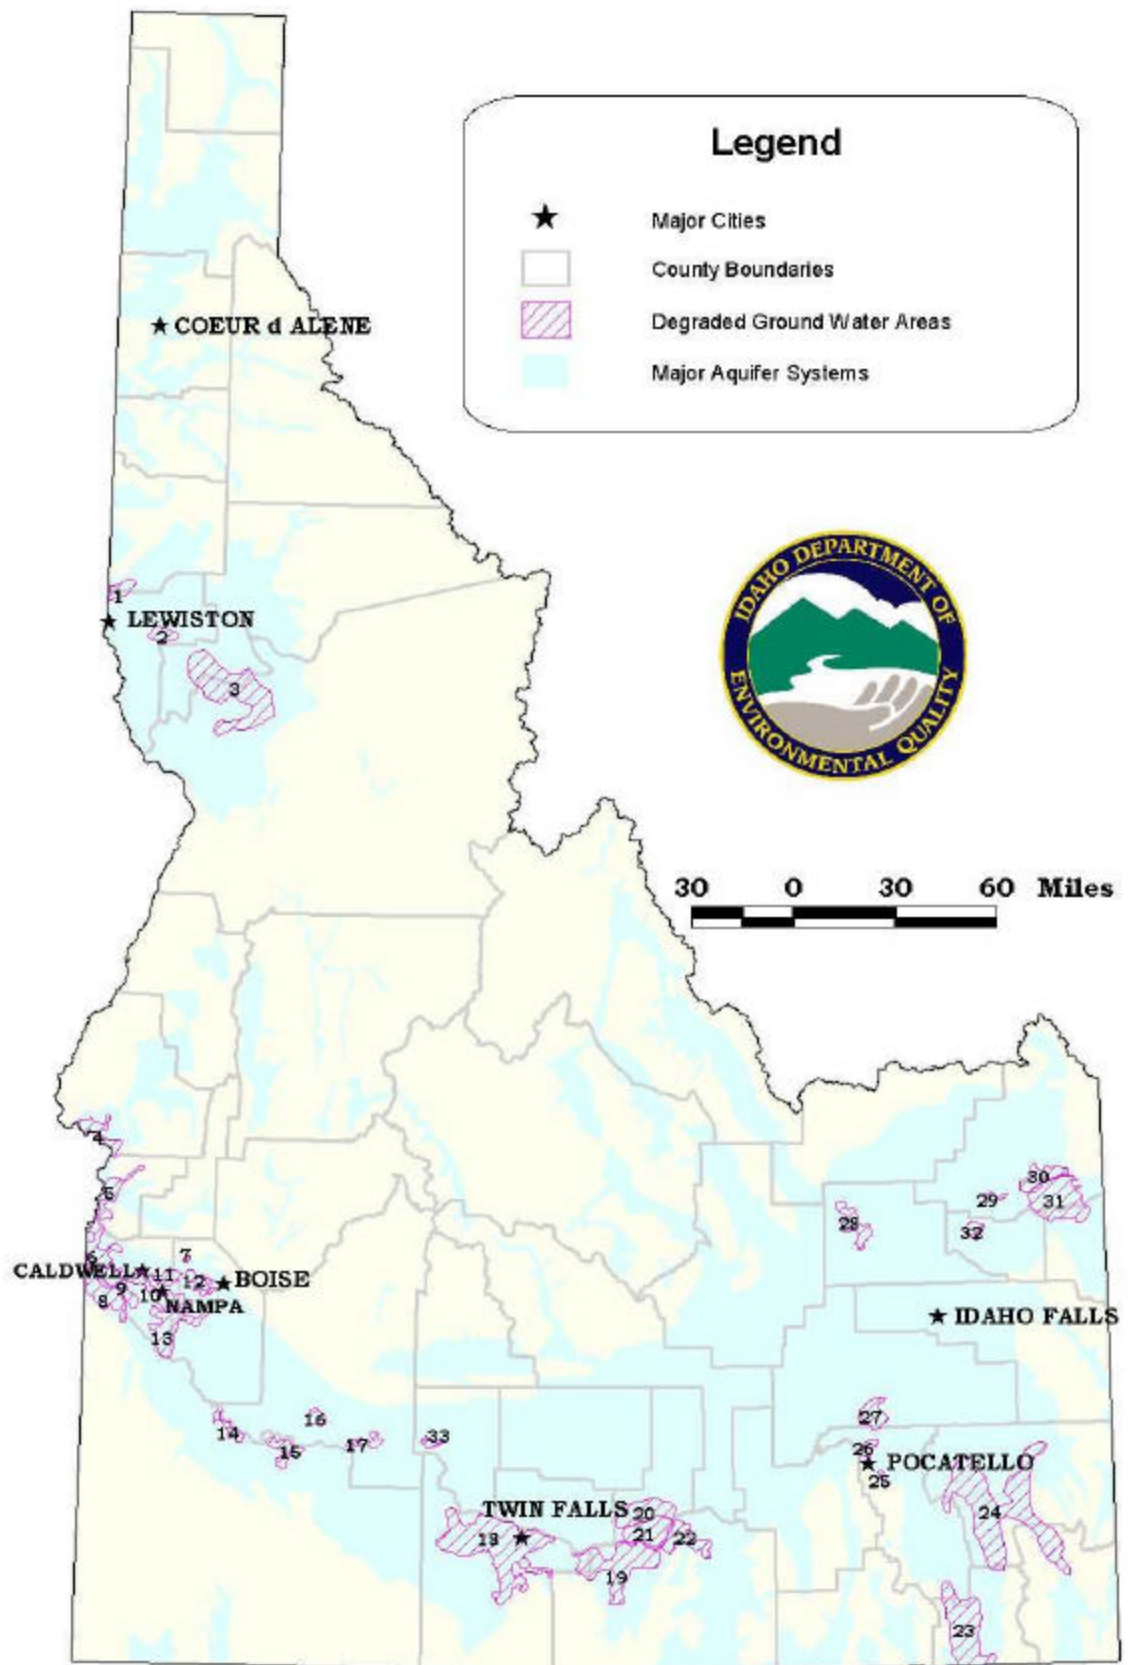 Legend
Major Cities
County Boundaries
Degraded Ground Water Areas
Major Aquifer Systems
COEUR d ALENE
IDAHO DEPARTMENT OF
ENVIRONMENTAL QUALITY
1
LEWISTON
2
3
30 0 30 60 Miles
4
5
6
7
CALDWELL
11
12
BOISE
8
9
10
NAMPA
13
28
29
30
31
32
IDAHO FALLS
14
15
16
17
33
27
26
POCATELLO
25
24
TWIN FALLS
18
20
21
22
19
23